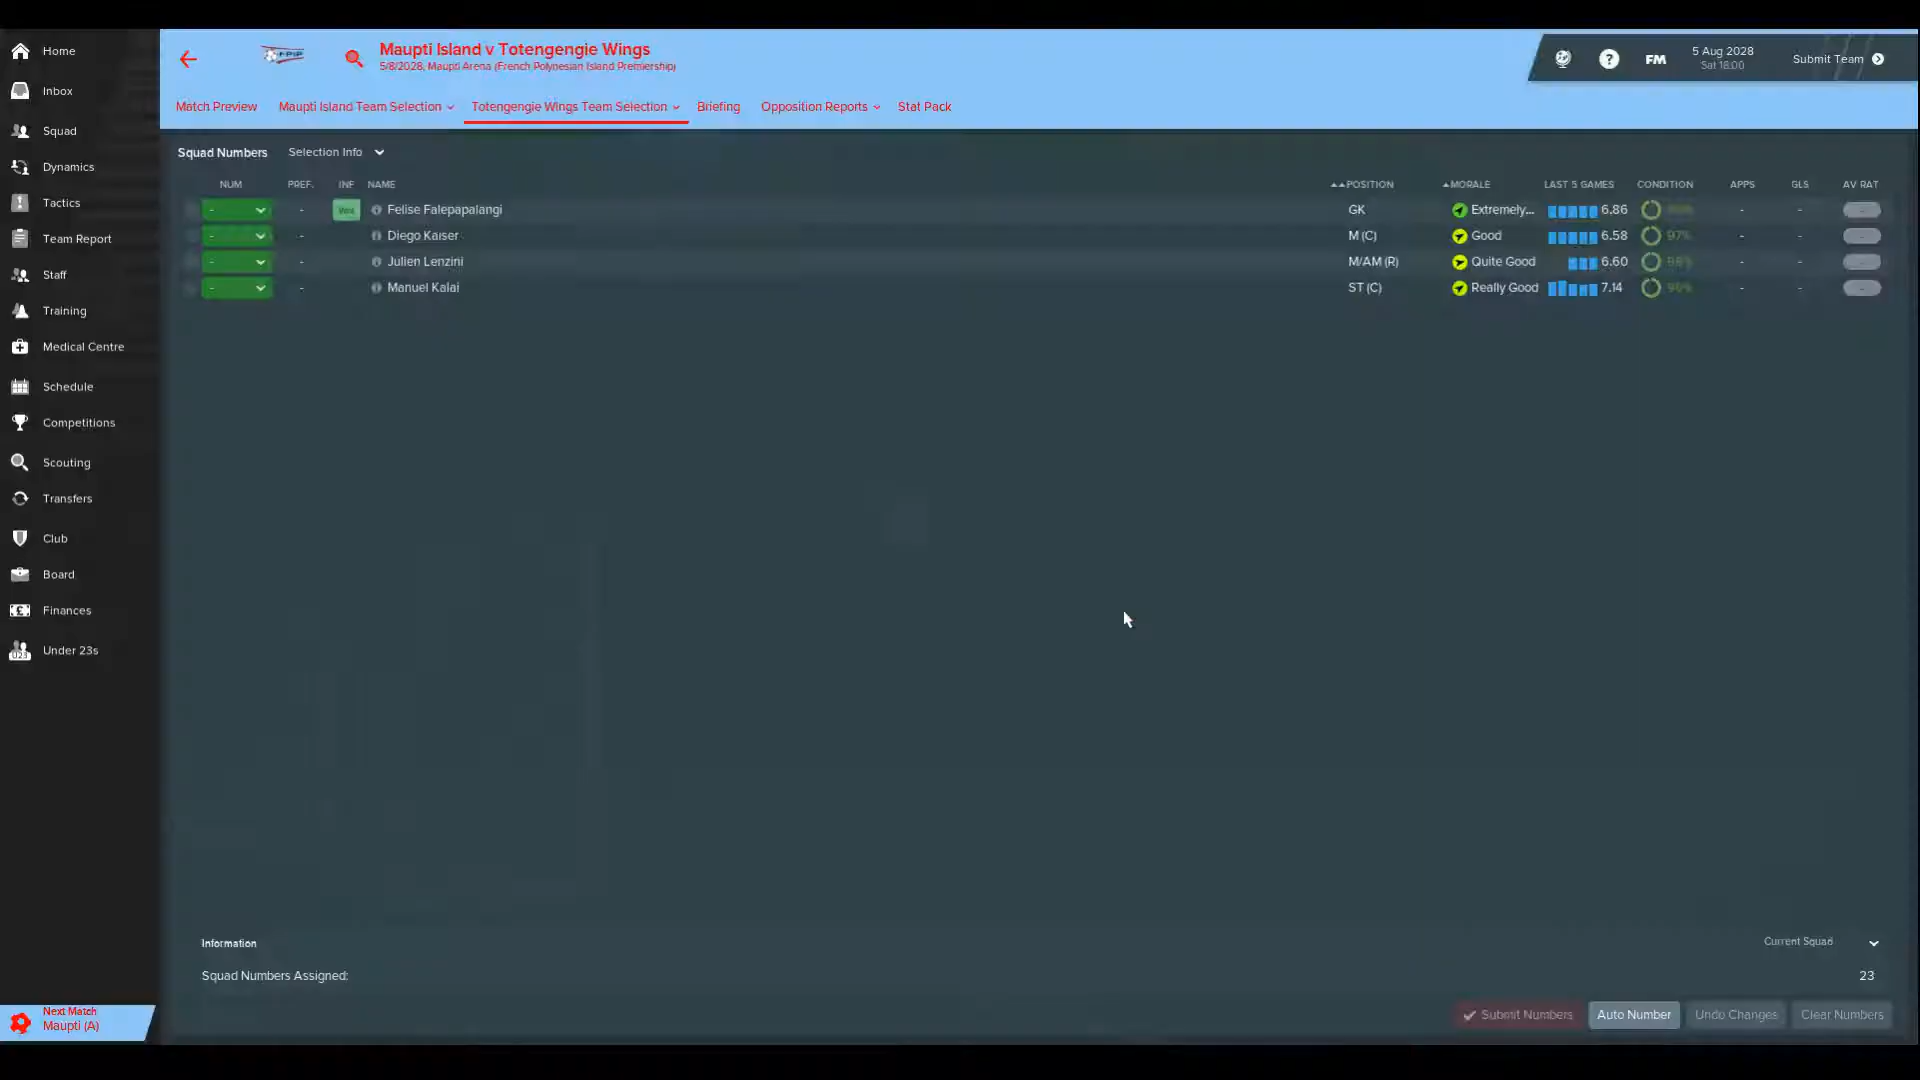 Home
Inbox
Squad
Dynamics
Tactics
Team Report
Staff
Training
Medical Centre
Schedule
Competitions
Scouting
Transfers
Club
Board
Finances
Under 23s
Next Match
Maupti (A)
Maupti Island v Totengengie Wings
5/8/2028, Maupti Arena (French Polynesian Island Premiership)
FM
5 Aug 2028
Sat 18:00
Submit Team
Match Preview Maupti Island Team Selection Totengengie Wings Team Selection Briefing Opposition Reports Stat Pack
Squad Numbers Selection Info
NUM PREF. INF NAME POSITION MORALE LAST 5 GAMES CONDITION APPS GLS AV RAT
- - Felise Falepapalangi GK Extremely... 6.86 - - -
- - Diego Kaiser M (C) Good 6.58 97% - - -
- - Julien Lenzini M/AM (R) Quite Good 6.60 - - -
- - Manuel Kalai ST (C) Really Good 7.14 - - -
Information Current Squad
Squad Numbers Assigned: 23
Submit Numbers Auto Number Undo Changes Clear Numbers